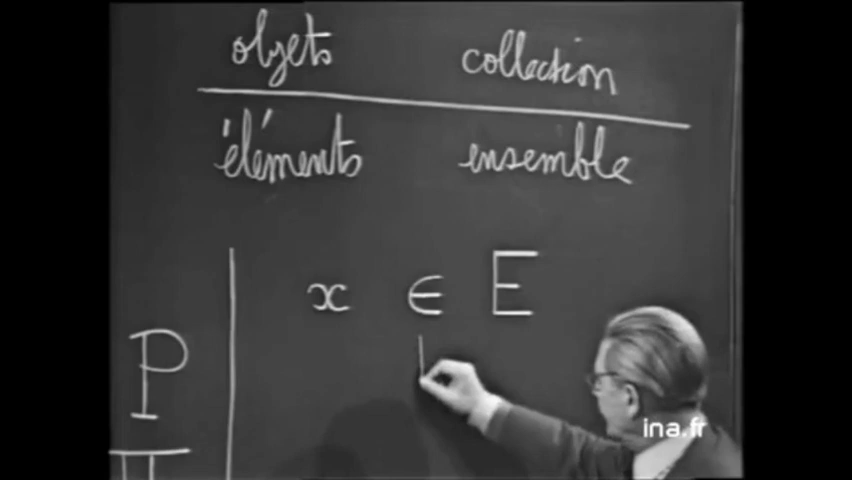 objets collection
éléments ensemble
x ∈ E
P
ina.fr